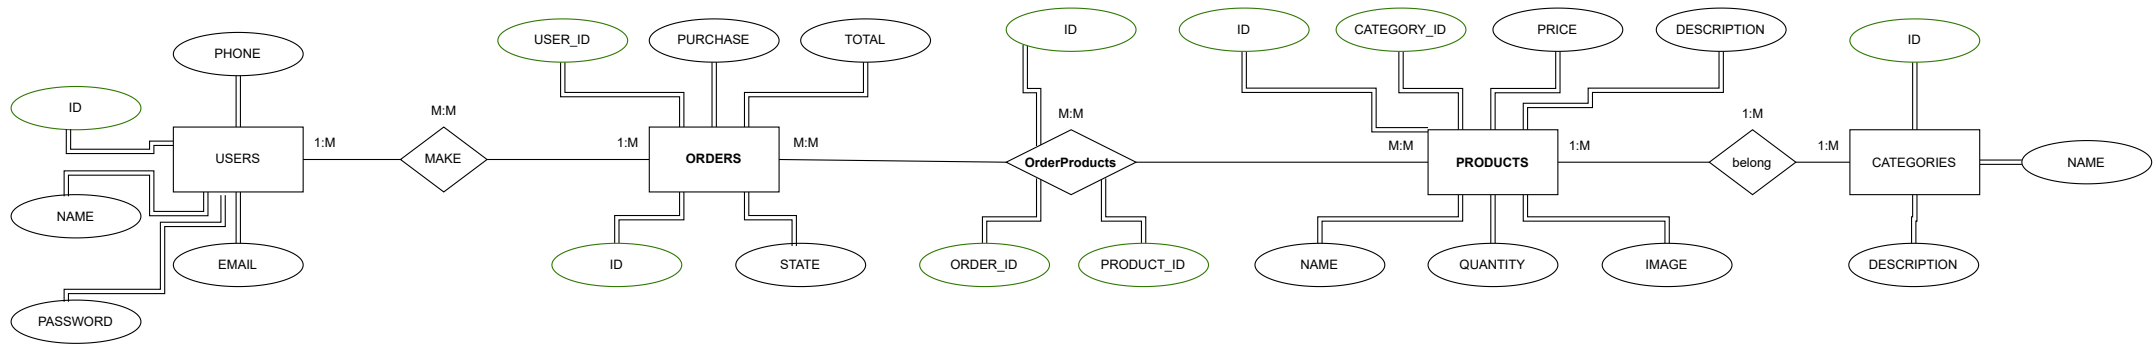 PHONE
ID
USERS
NAME
EMAIL
PASSWORD
1:M
M:M
MAKE
1:M
USER_ID
PURCHASE
TOTAL
ORDERS
ID
STATE
M:M
ID
M:M
OrderProducts
ORDER_ID
PRODUCT_ID
M:M
ID
CATEGORY_ID
PRICE
DESCRIPTION
PRODUCTS
NAME
QUANTITY
IMAGE
1:M
1:M
belong
1:M
ID
CATEGORIES
NAME
DESCRIPTION